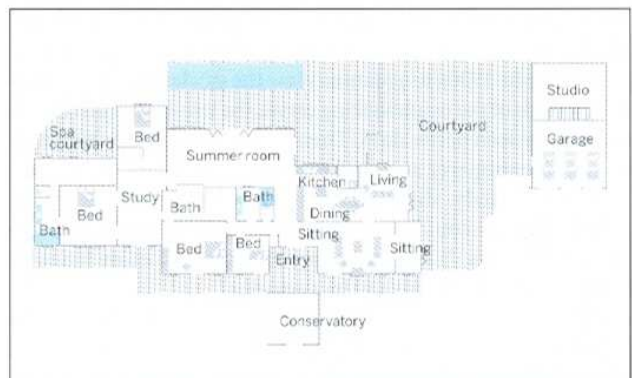 Studio
Courtyard
Spa
courtyard
Bed
Garage
Summer room
Kitchen
Living
Bed
Study
Bath
Bath
Bath
Dining
Sitting
Bed
Bed
Sitting
Entry
Conservatory